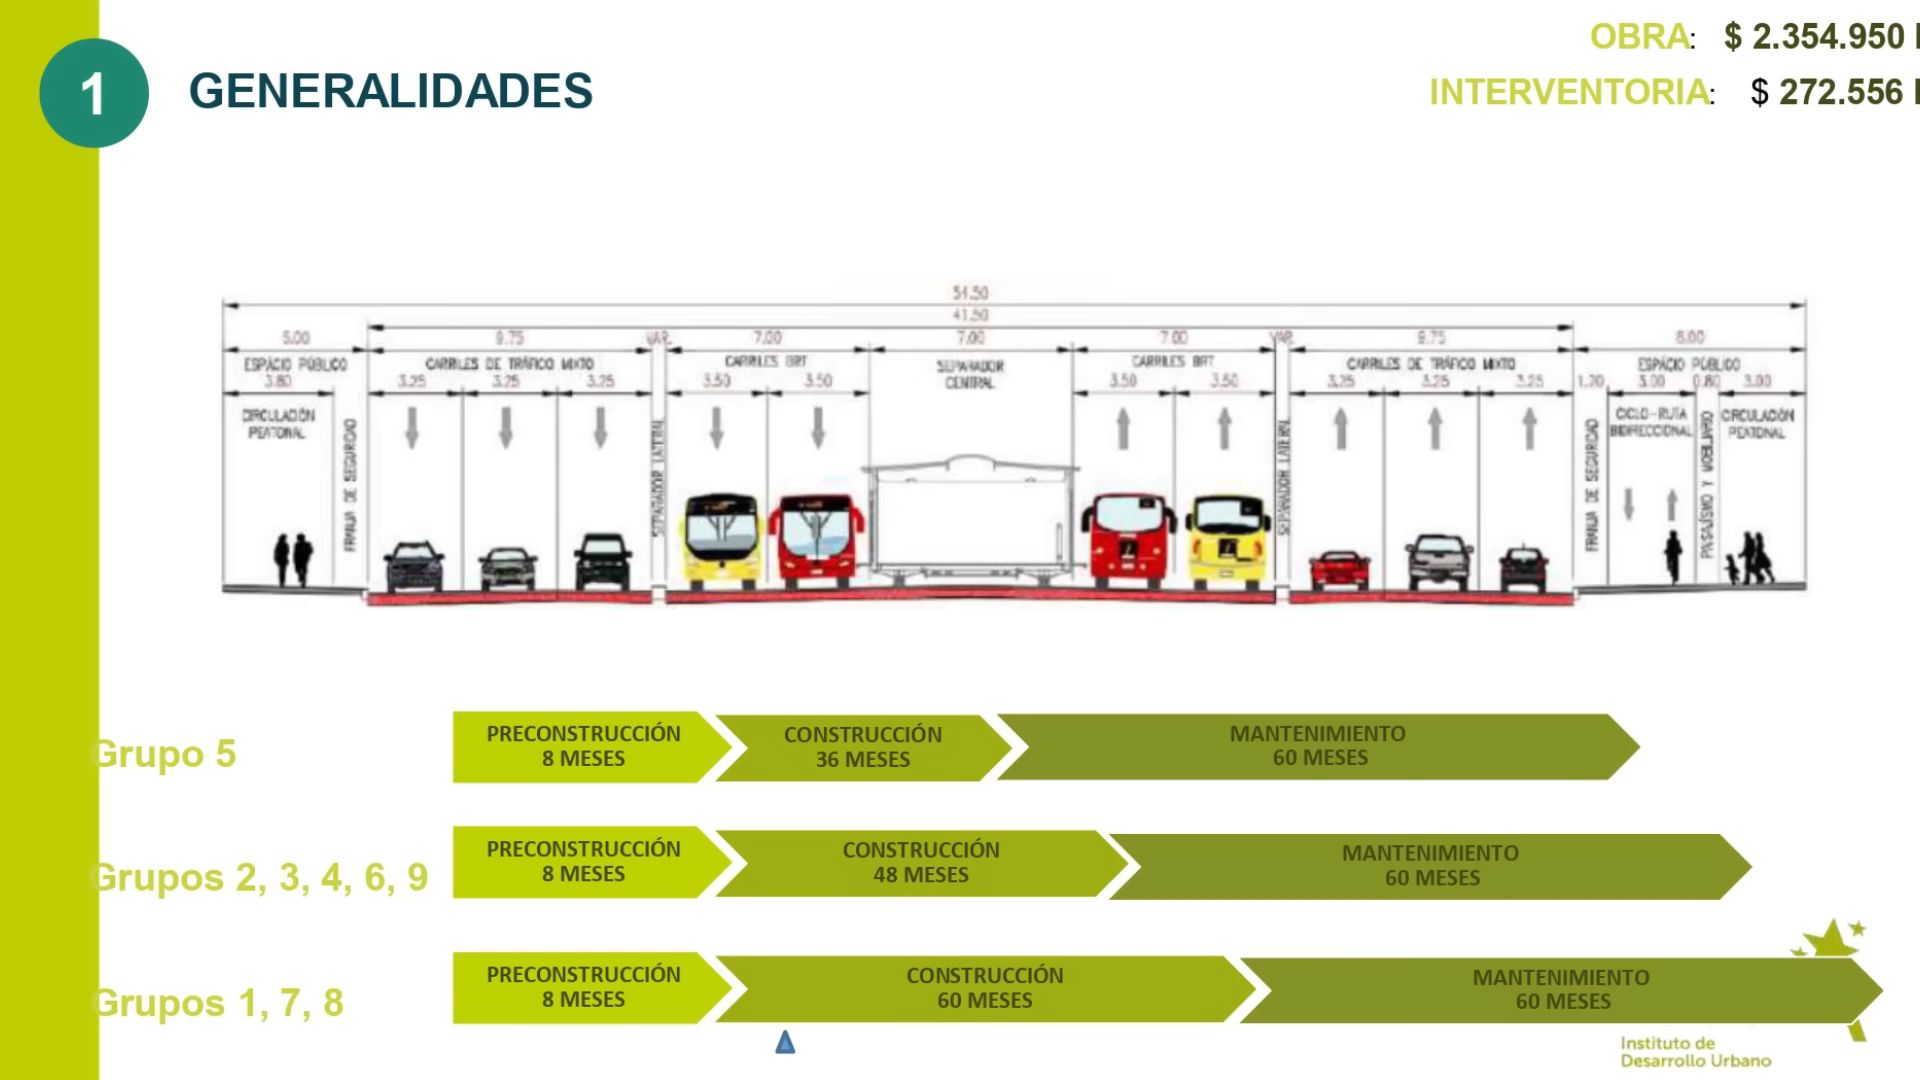 OBRA: $ 2.354.950
1 GENERALIDADES
INTERVENTORIA: $ 272.556
54.50
41.50
5.00 9.75 VAR. 7.00 7.00 7.00 VAR. 9.75 8.00
ESPACIO PÚBLICO CARRILES DE TRÁFICO MIXTO CARRILES BRT SEPARADOR CENTRAL CARRILES BRT CARRILES DE TRÁFICO MIXTO ESPACIO PÚBLICO
3.80 3.25 3.25 3.25 3.50 3.50 3.50 3.50 3.25 3.25 3.25 1.20 3.00 0.80 3.00
CIRCULACIÓN PEATONAL
FRANJA DE SEGURIDAD
SEPARADOR LATERAL
SEPARADOR LATERAL
FRANJA DE SEGURIDAD
CICLO-RUTA BIDIRECCIONAL
PAISAJISMO Y MOBILIARIO
CIRCULACIÓN PEATONAL
Grupo 5
PRECONSTRUCCIÓN
8 MESES
CONSTRUCCIÓN
36 MESES
MANTENIMIENTO
60 MESES
Grupos 2, 3, 4, 6, 9
PRECONSTRUCCIÓN
8 MESES
CONSTRUCCIÓN
48 MESES
MANTENIMIENTO
60 MESES
Grupos 1, 7, 8
PRECONSTRUCCIÓN
8 MESES
CONSTRUCCIÓN
60 MESES
MANTENIMIENTO
60 MESES
Instituto de
Desarrollo Urbano